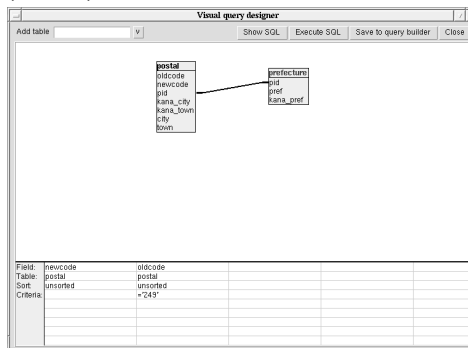 Visual query designer
Add table
v
Show SQL
Execute SQL
Save to query builder
Close
postal
oldcode
newcode
pid
kana_city
kana_town
city
town
prefecture
pid
pref
kana_pref
Field: newcode oldcode
Table: postal postal
Sort: unsorted unsorted
Criteria: ="249"